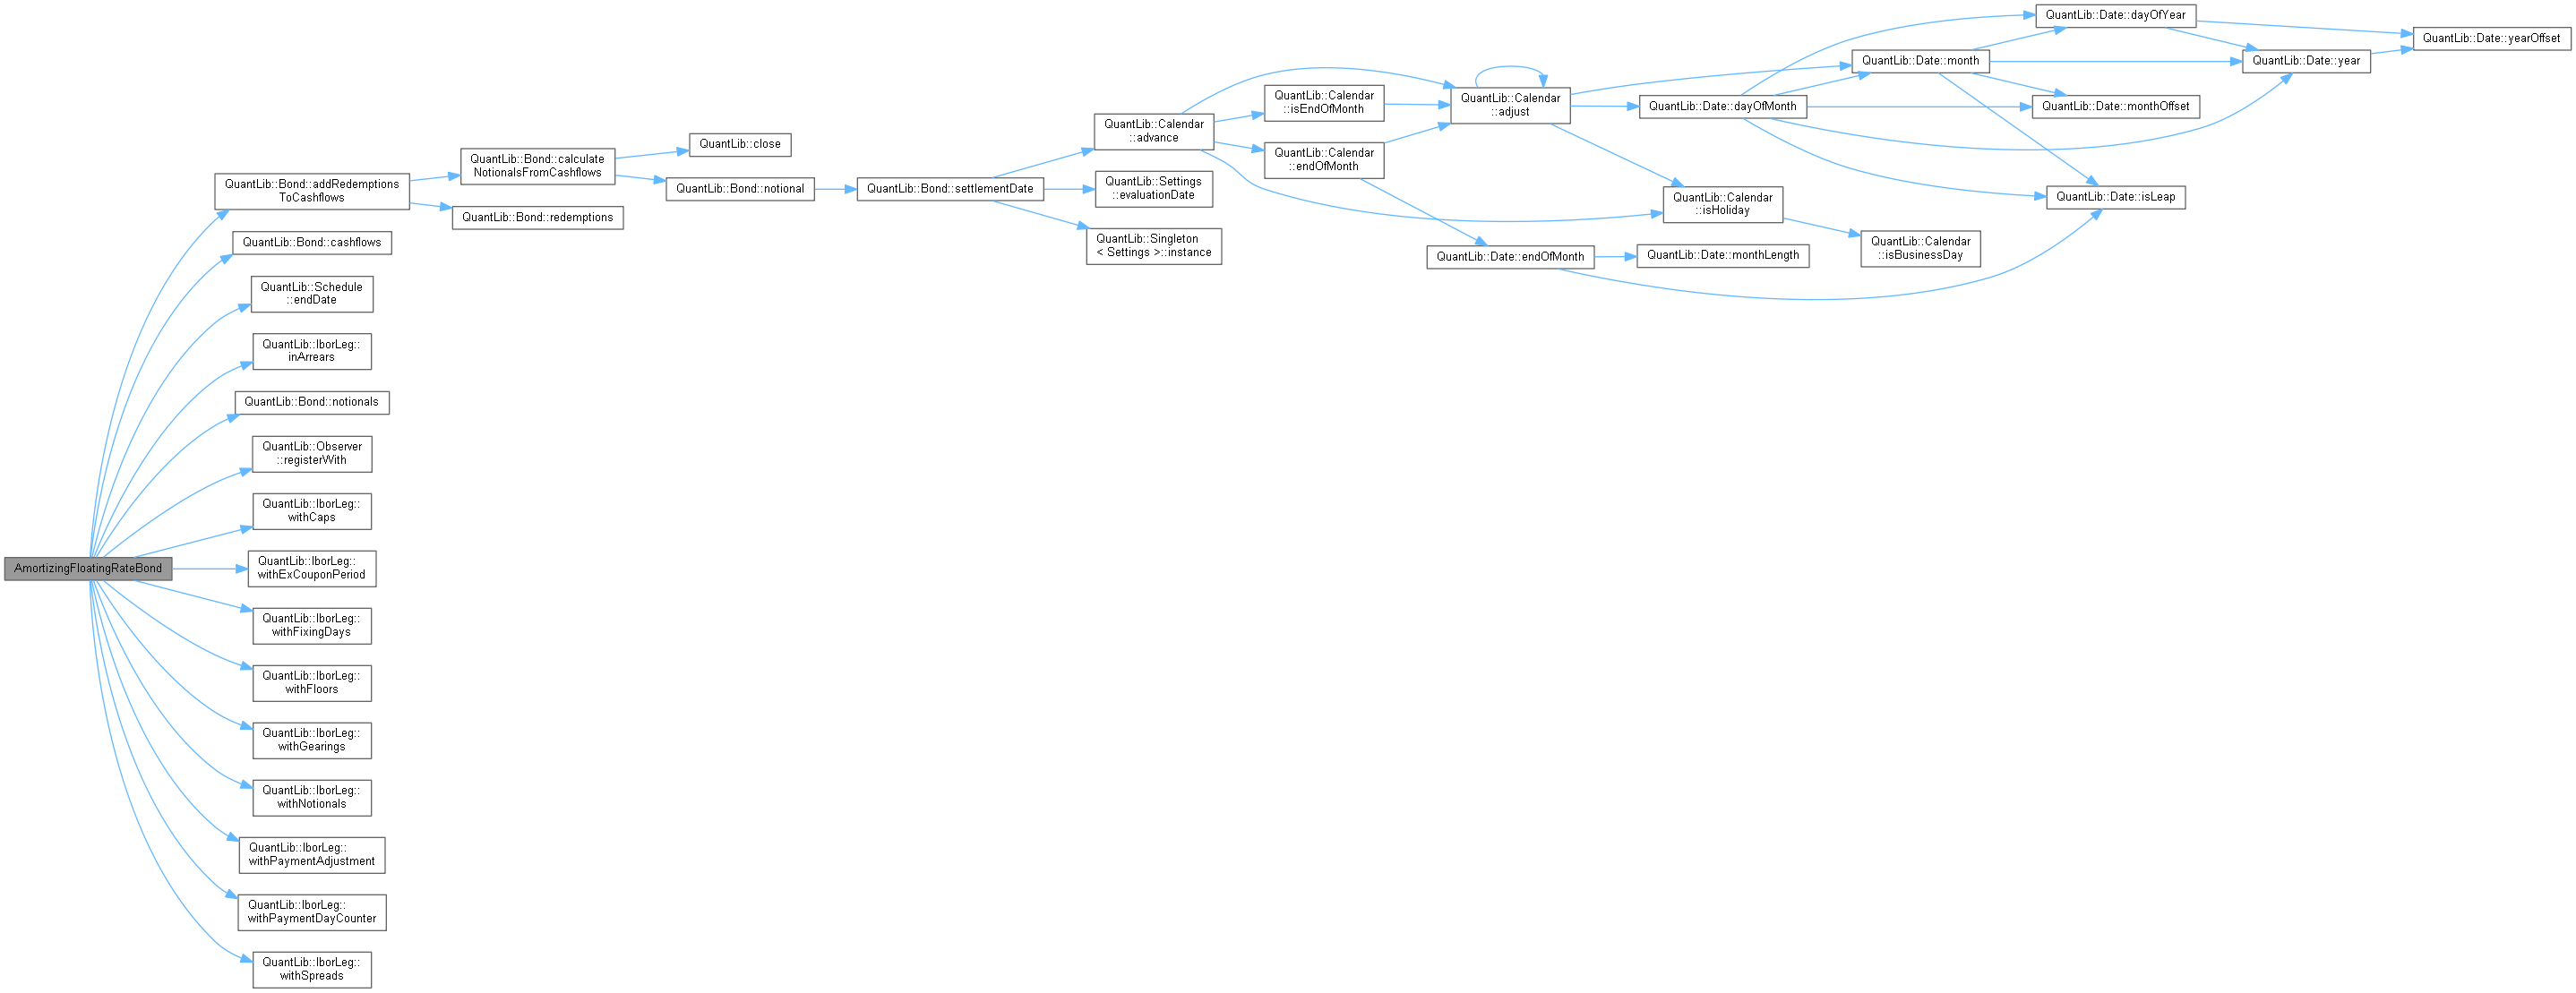 AmortizingFloatingRateBond
QuantLib::Bond::addRedemptions
ToCashflows
QuantLib::Bond::cashflows
QuantLib::Schedule
::endDate
QuantLib::IborLeg::
inArrears
QuantLib::Bond::notionals
QuantLib::Observer
::registerWith
QuantLib::IborLeg::
withCaps
QuantLib::IborLeg::
withExCouponPeriod
QuantLib::IborLeg::
withFixingDays
QuantLib::IborLeg::
withFloors
QuantLib::IborLeg::
withGearings
QuantLib::IborLeg::
withNotionals
QuantLib::IborLeg::
withPaymentAdjustment
QuantLib::IborLeg::
withPaymentDayCounter
QuantLib::IborLeg::
withSpreads
QuantLib::Bond::calculate
NotionalsFromCashflows
QuantLib::Bond::redemptions
QuantLib::close
QuantLib::Bond::notional
QuantLib::Bond::settlementDate
QuantLib::Calendar
::advance
QuantLib::Settings
::evaluationDate
QuantLib::Singleton
< Settings >::instance
QuantLib::Calendar
::isEndOfMonth
QuantLib::Calendar
::endOfMonth
QuantLib::Calendar
::adjust
QuantLib::Date::endOfMonth
QuantLib::Date::dayOfMonth
QuantLib::Calendar
::isHoliday
QuantLib::Date::monthLength
QuantLib::Date::month
QuantLib::Calendar
::isBusinessDay
QuantLib::Date::dayOfYear
QuantLib::Date::monthOffset
QuantLib::Date::isLeap
QuantLib::Date::year
QuantLib::Date::yearOffset